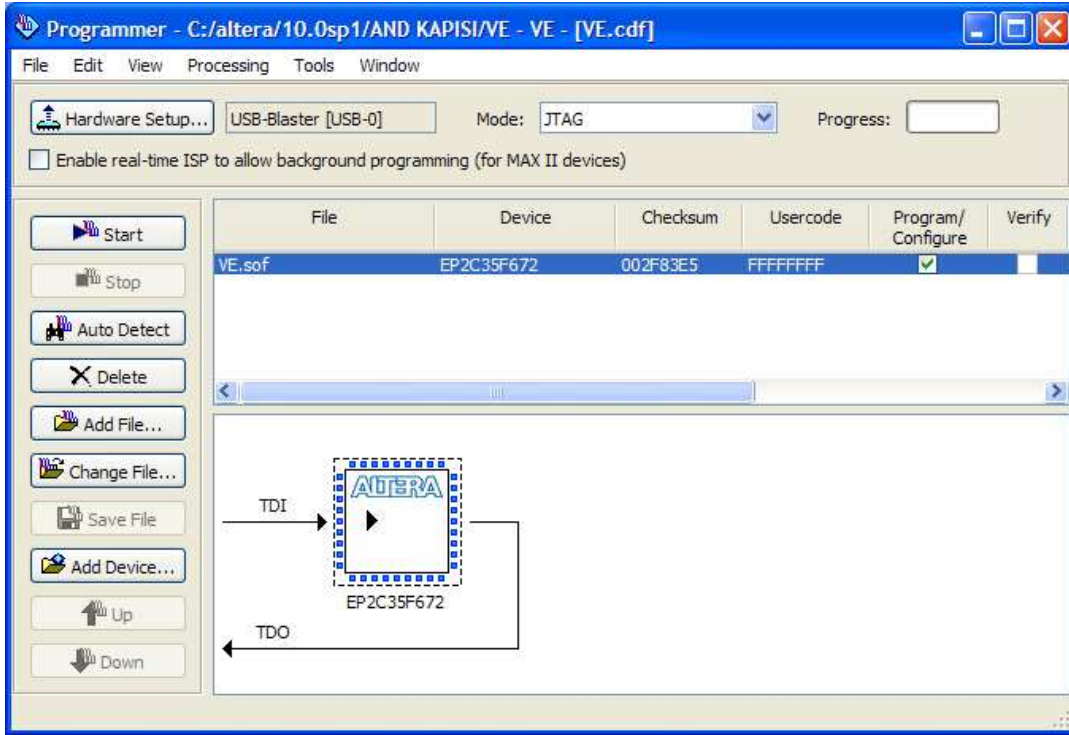 Programmer - C:/altera/10.0sp1/AND KAPISI/VE - VE - [VE.cdf]
File Edit View Processing Tools Window
Hardware Setup... USB-Blaster [USB-0] Mode: JTAG Progress:
Enable real-time ISP to allow background programming (for MAX II devices)
File Device Checksum Usercode Program/ Verify
Configure
VE.sof EP2C35F672 002F83E5 FFFFFFFF
Start
Stop
Auto Detect
Delete
Add File...
Change File...
Save File
Add Device...
Up
Down
ALTERA
TDI
EP2C35F672
TDO